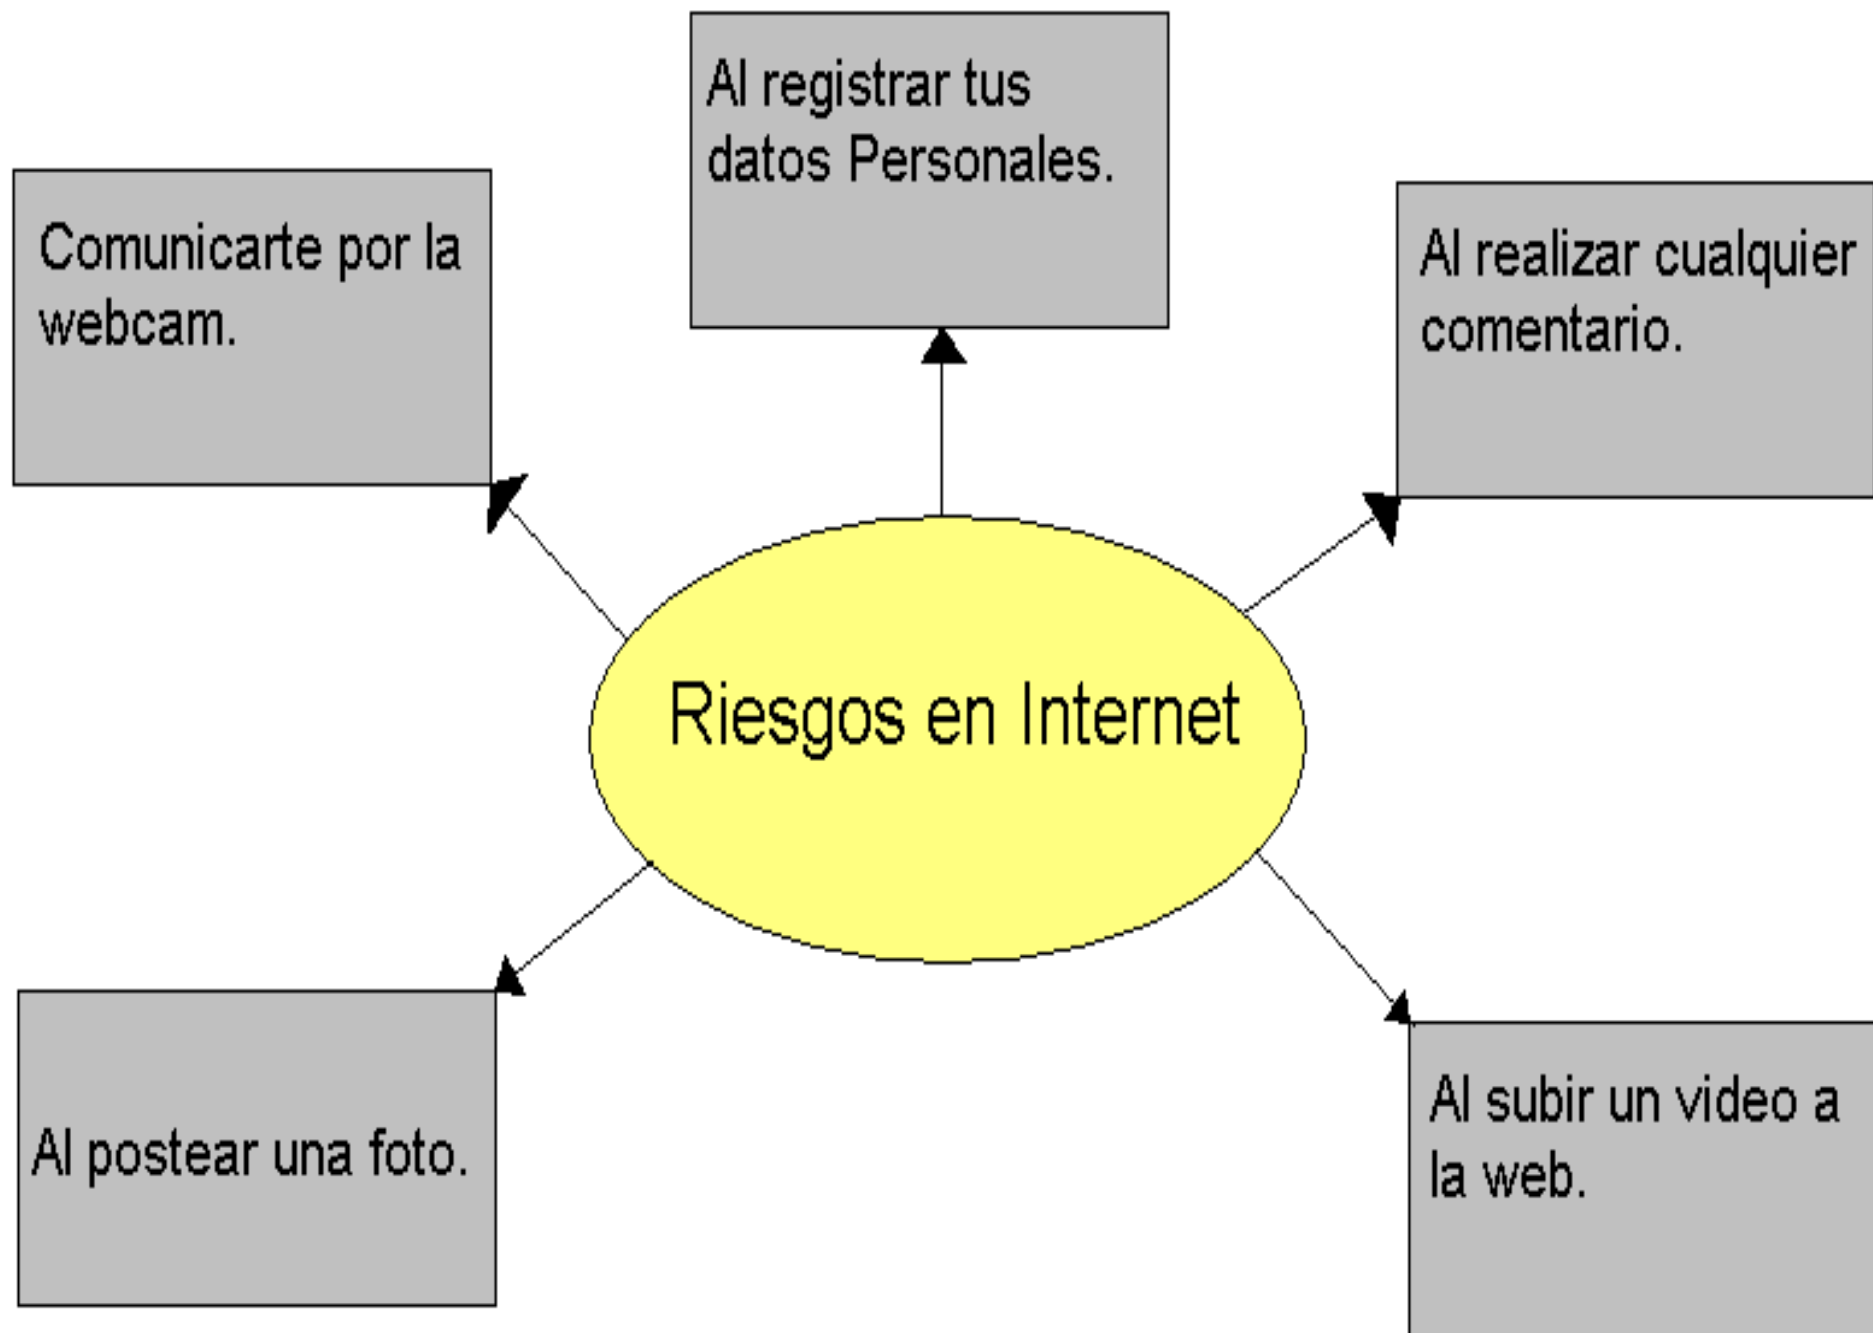 Al registrar tus
datos Personales.
Comunicarte por la
webcam.
Al realizar cualquier
comentario.
Riesgos en Internet
Al postear una foto.
Al subir un video a
la web.